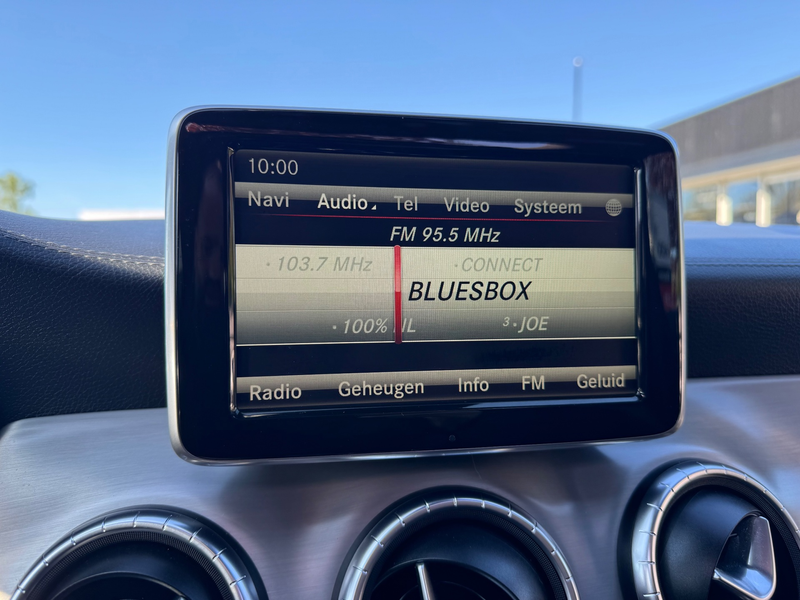 10:00
Navi Audio Tel Video Systeem
FM 95.5 MHz
103.7 MHz CONNECT
BLUESBOX
100% NL 3 JOE
Radio Geheugen Info FM Geluid